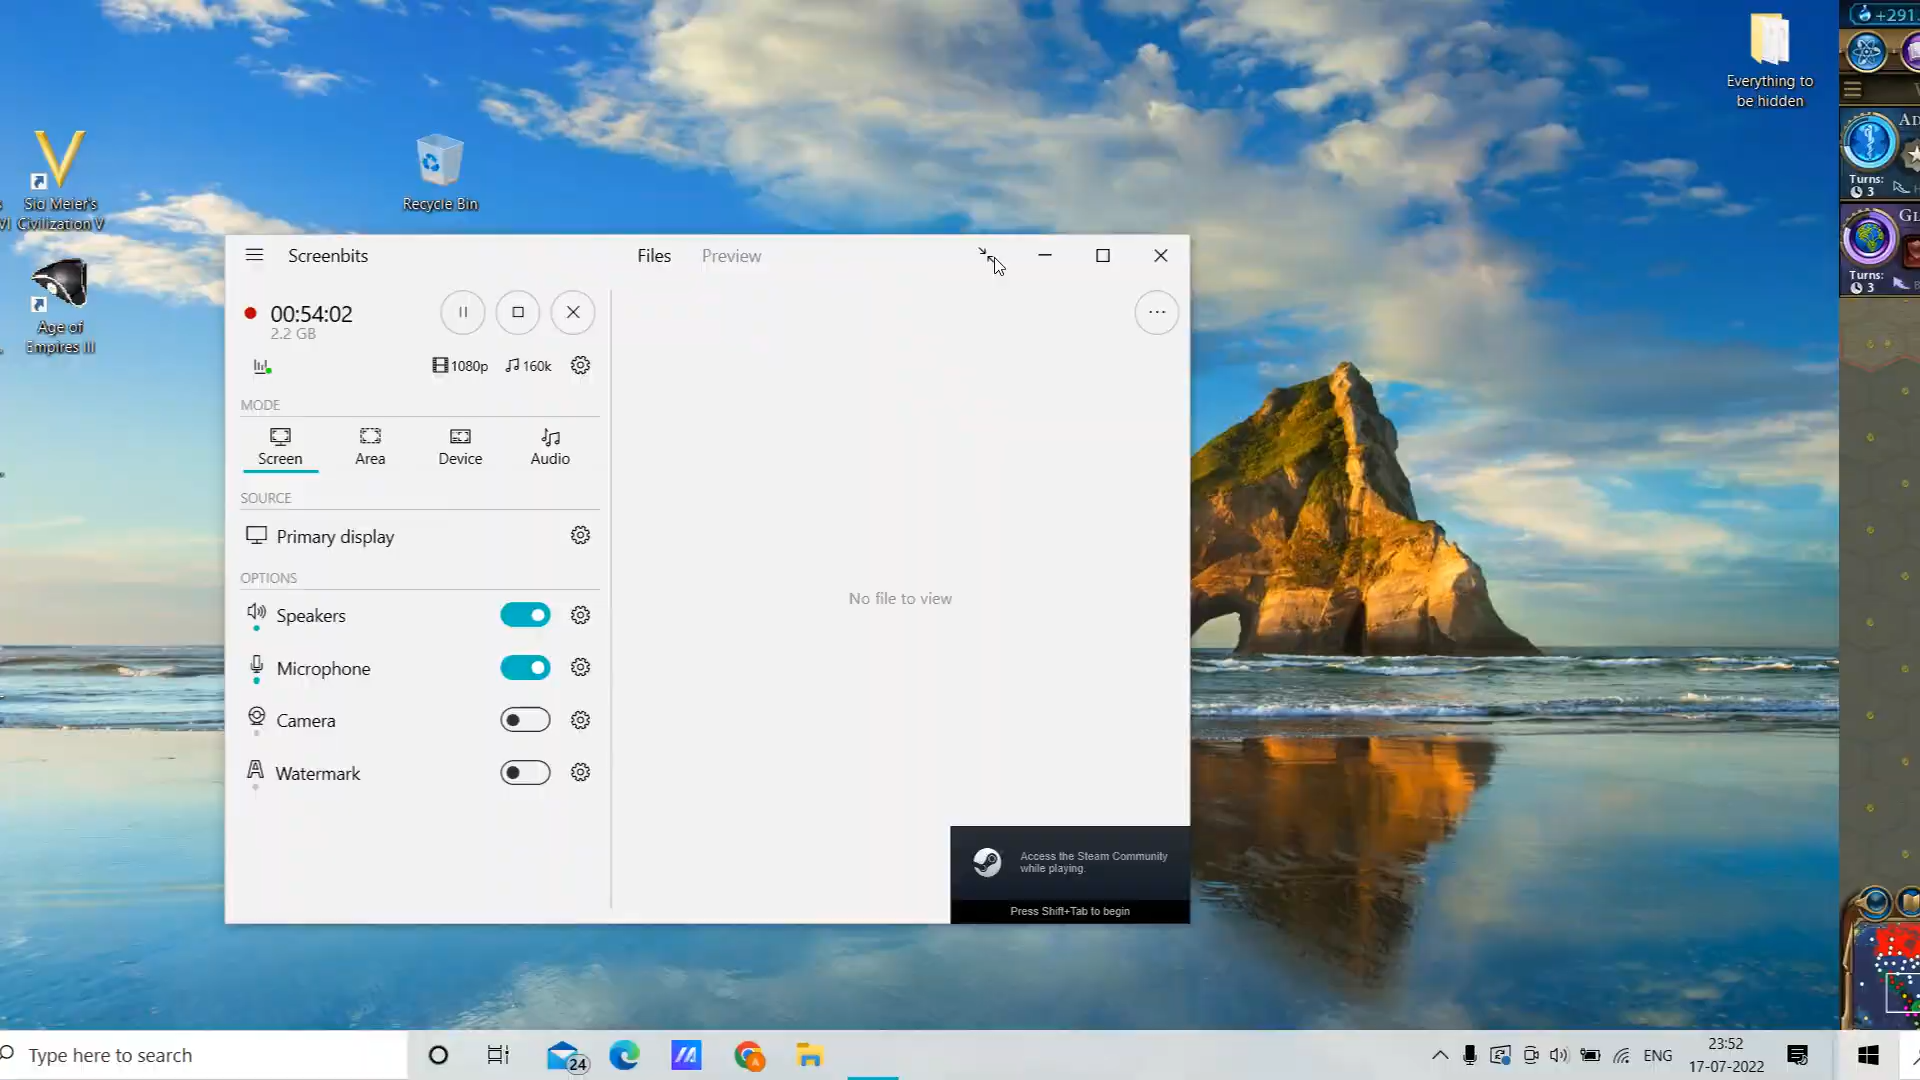 +291.
Everything to
be hidden
Sid Meier's
VI Civilization V
Recycle Bin
Age of
Empires III
Turns:
3
Turns:
3
Screenbits
Files
Preview
00:54:02
2.2 GB
1080p
160k
MODE
Screen
Area
Device
Audio
SOURCE
Primary display
OPTIONS
Speakers
Microphone
Camera
Watermark
No file to view
Access the Steam Community
while playing.
Press Shift+Tab to begin
Type here to search
24
ENG
23:52
17-07-2022